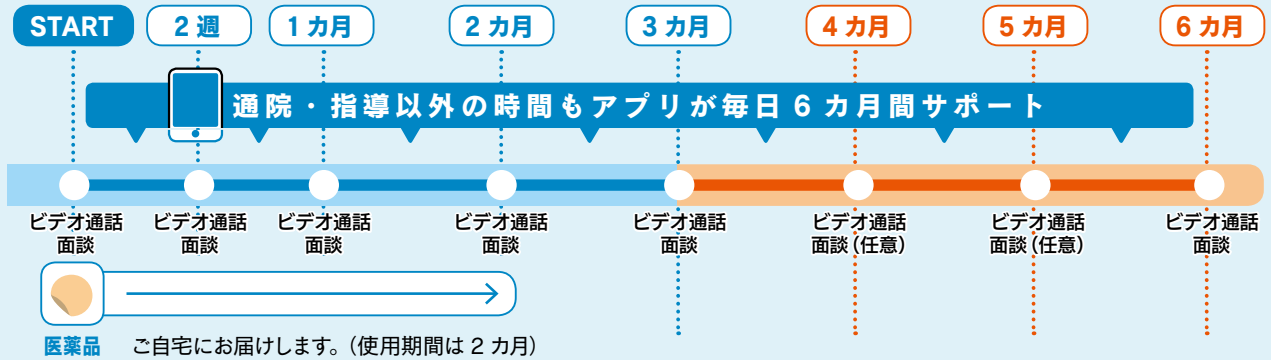 START
2 週
1 カ月
2 カ月
3 カ月
4 カ月
5 カ月
6 カ月
通院・指導以外の時間もアプリが毎日 6 カ月間サポート
ビデオ通話
面談
ビデオ通話
面談
ビデオ通話
面談
ビデオ通話
面談
ビデオ通話
面談
ビデオ通話
面談(任意)
ビデオ通話
面談(任意)
ビデオ通話
面談
医薬品 ご自宅にお届けします。(使用期間は 2 カ月)